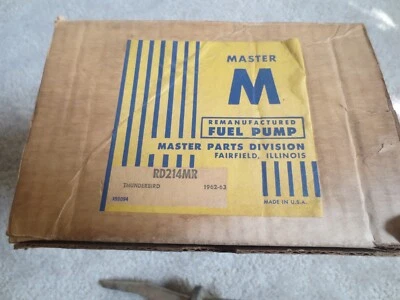 MASTER
M
REMANUFACTURED
FUEL PUMP
MASTER PARTS DIVISION
FAIRFIELD, ILLINOIS
RD214MR
THUNDERBIRD 1962-63
MADE IN U.S.A.